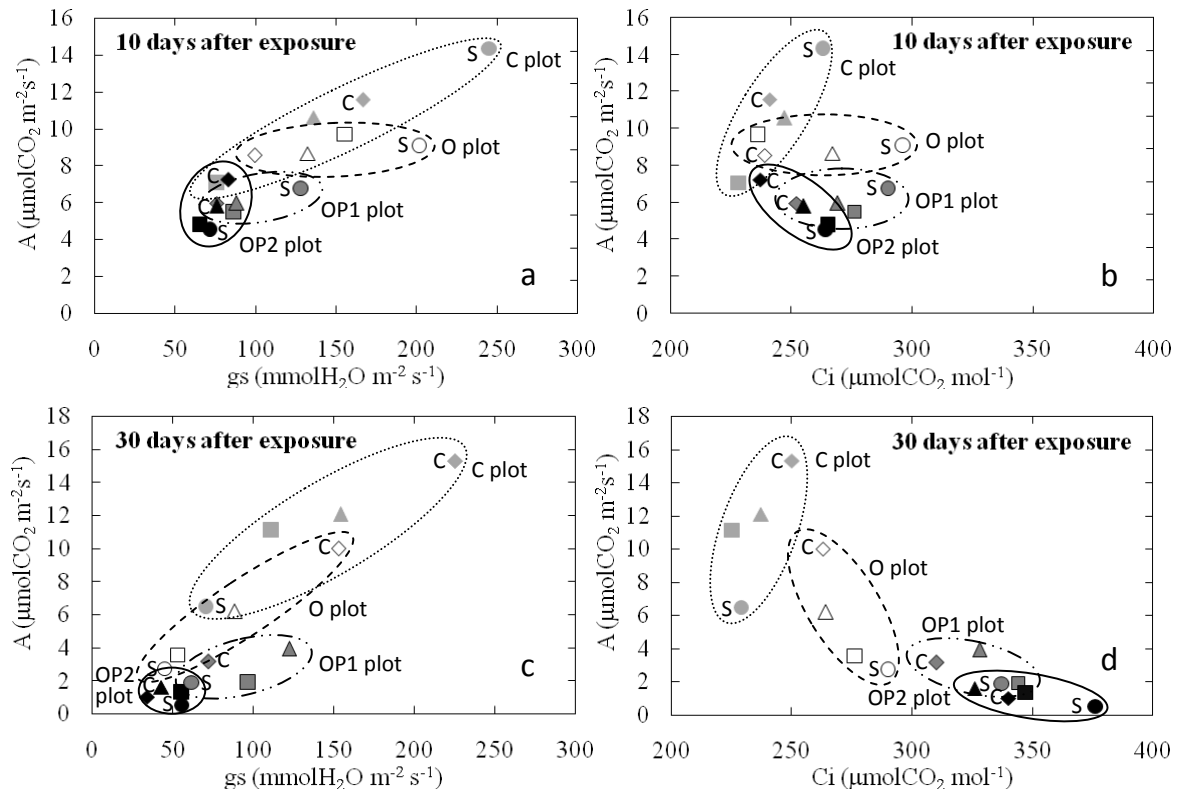 16
14
12
10
8
6
4
2
0
10 days after exposure
S
C plot
C
S
O plot
C
S
OP1 plot
C
S
OP2 plot
a
0 50 100 150 200 250 300
gs (mmolH₂O m⁻² s⁻¹)
A (μmolCO₂ m⁻²s⁻¹)
16
14
12
10
8
6
4
2
0
10 days after exposure
S
C plot
C
S
O plot
C
C
S
OP1 plot
C
S
OP2 plot
b
200 250 300 350 400
Ci (μmolCO₂ mol⁻¹)
A (μmolCO₂ m⁻²s⁻¹)
18
16
14
12
10
8
6
4
2
0
30 days after exposure
C
C plot
C
S
O plot
S
C
OP1 plot
S
OP2
plot
C
S
c
0 50 100 150 200 250 300
gs (mmolH₂O m⁻² s⁻¹)
A (μmolCO₂ m⁻²s⁻¹)
18
16
14
12
10
8
6
4
2
0
30 days after exposure
C
C plot
C
S
O plot
OP1 plot
C
S
S
OP2 plot
C
S
d
200 250 300 350 400
Ci (μmolCO₂ mol⁻¹)
A (μmolCO₂ m⁻²s⁻¹)